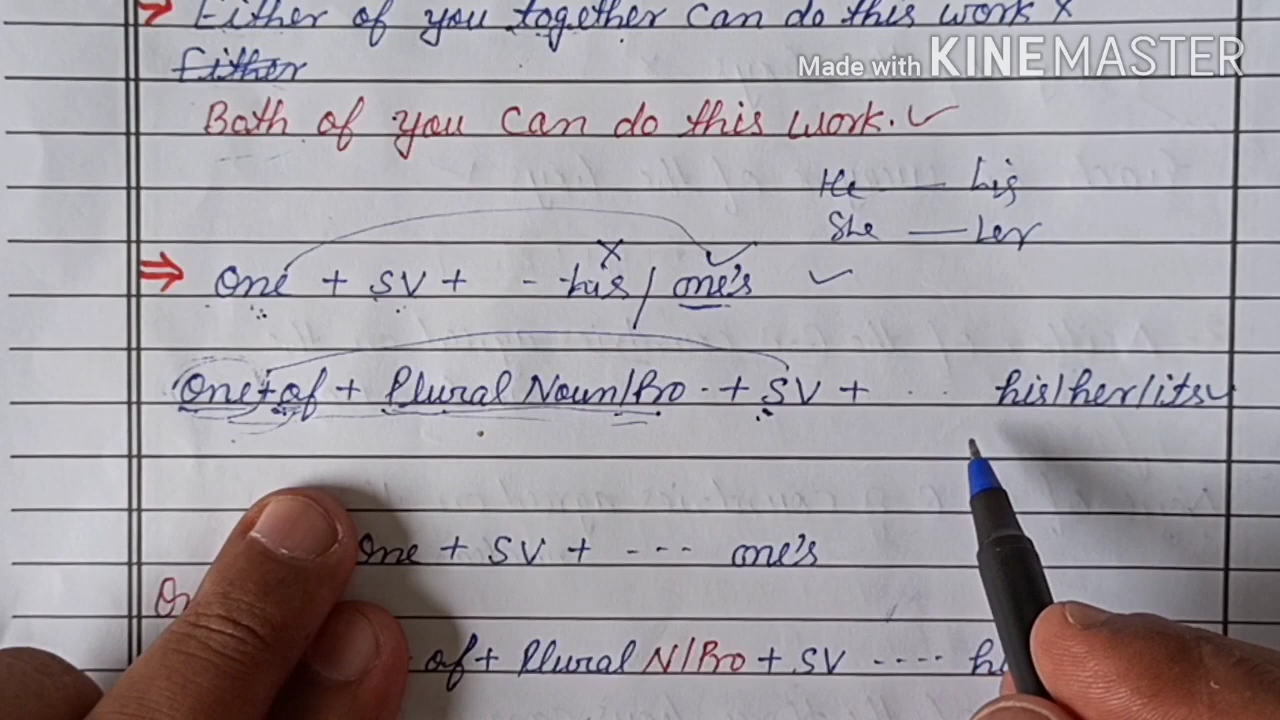 Either of you together can do this work x
Made with KINEMASTER
Either
Both of you can do this work. ✓
He — his
She — her
⇒ One + SV + - his / one's ✓
One + of + Plural Noun/Pro. + SV + .. his/her/its
One + SV + --- one's
of + Plural N/Pro + SV ----